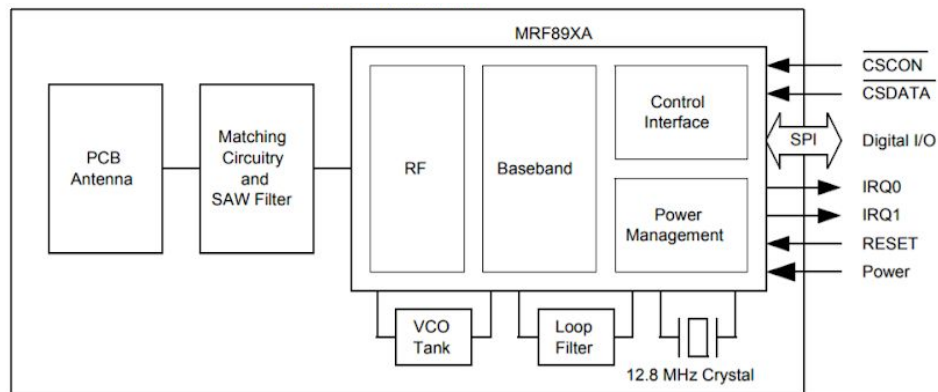 MRF89XA
PCB
Antenna
Matching
Circuitry
and
SAW Filter
RF
Baseband
Control
Interface
Power
Management
CSCON
CSDATA
SPI
Digital I/O
IRQ0
IRQ1
RESET
Power
VCO
Tank
Loop
Filter
12.8 MHz Crystal